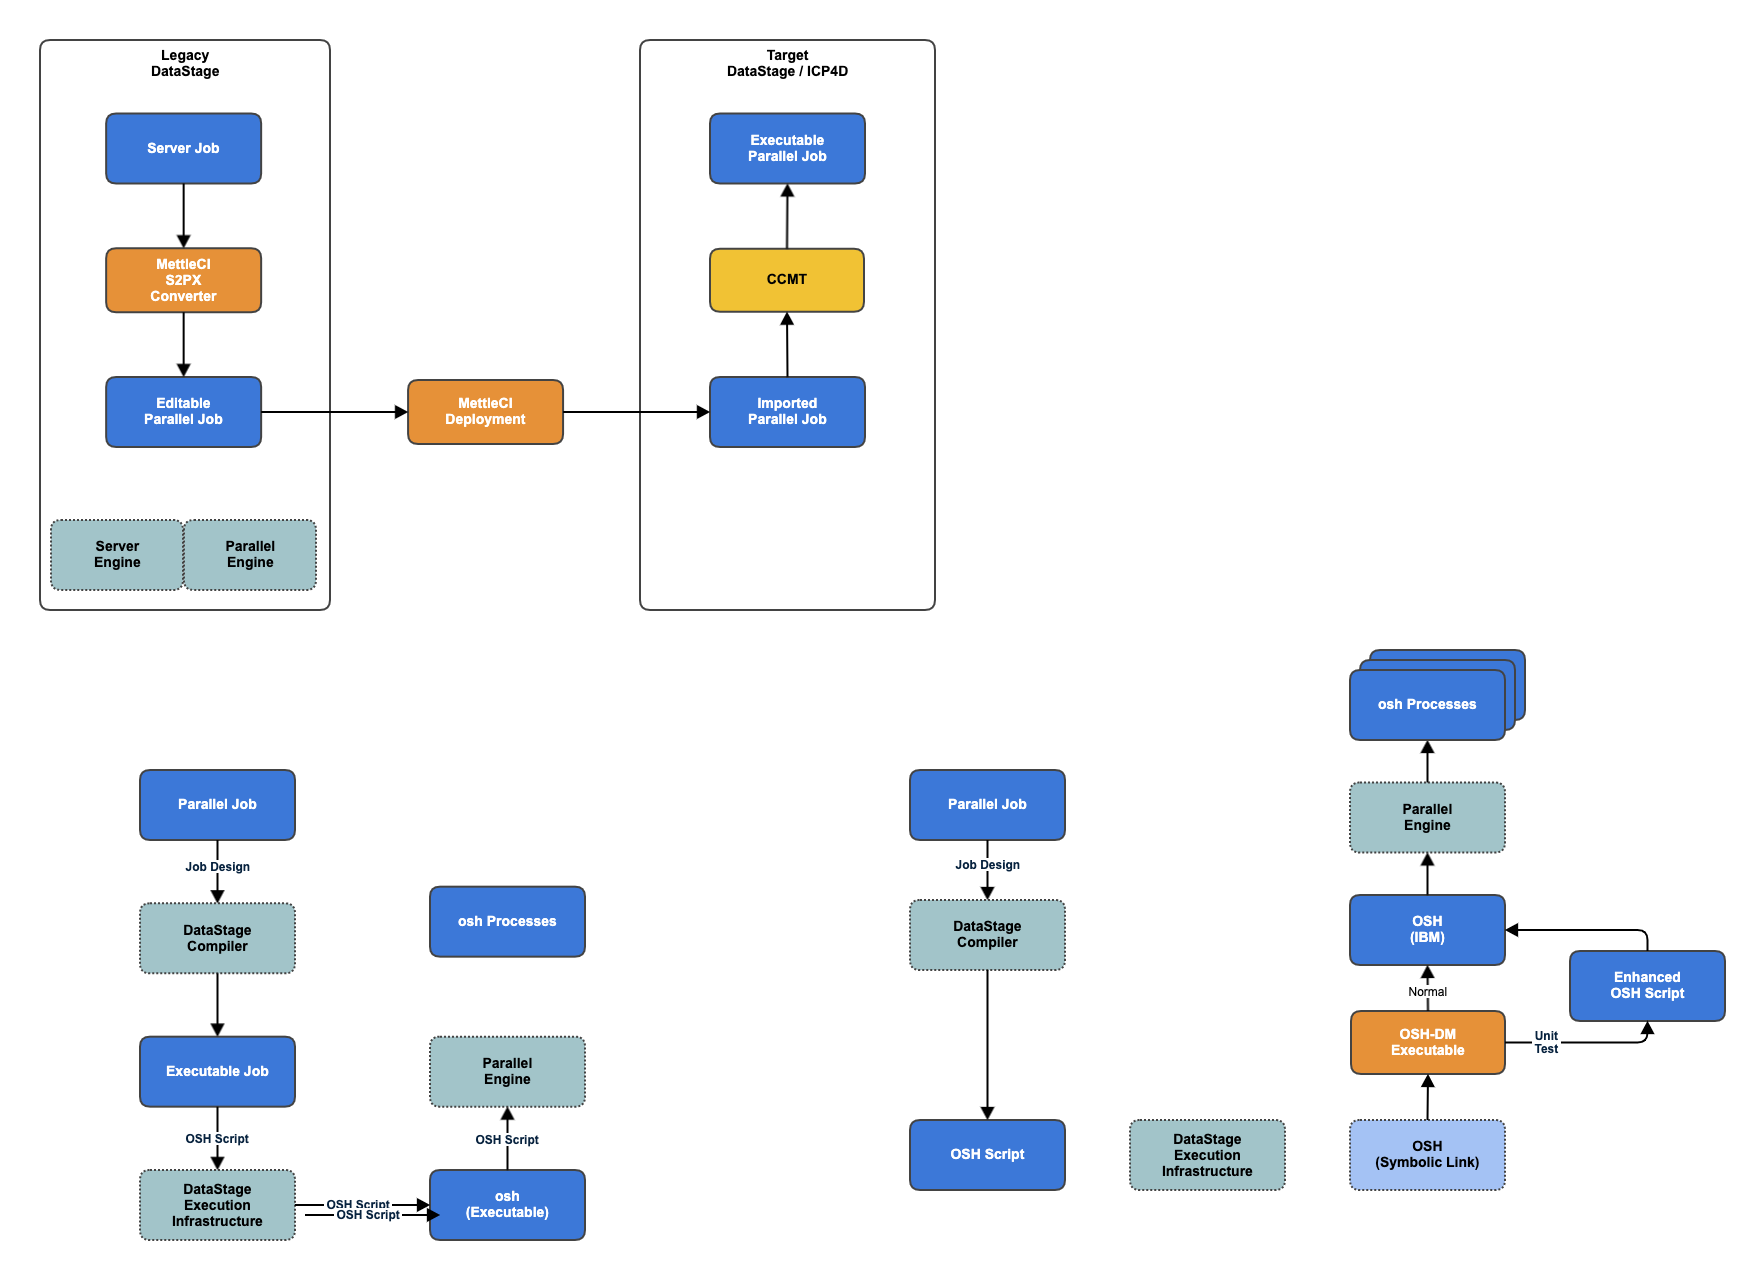 Legacy
DataStage
Server Job
MettleCI
S2PX
Converter
Editable
Parallel Job
Server
Engine
Parallel
Engine
MettleCI
Deployment
Target
DataStage / ICP4D
Executable
Parallel Job
CCMT
Imported
Parallel Job
Parallel Job
Job Design
DataStage
Compiler
Executable Job
OSH Script
DataStage
Execution
Infrastructure
OSH Script
OSH Script
osh Processes
Parallel
Engine
OSH Script
osh
(Executable)
Parallel Job
Job Design
DataStage
Compiler
OSH Script
DataStage
Execution
Infrastructure
osh Processes
Parallel
Engine
OSH
(IBM)
Normal
OSH-DM
Executable
Unit
Test
Enhanced
OSH Script
OSH
(Symbolic Link)